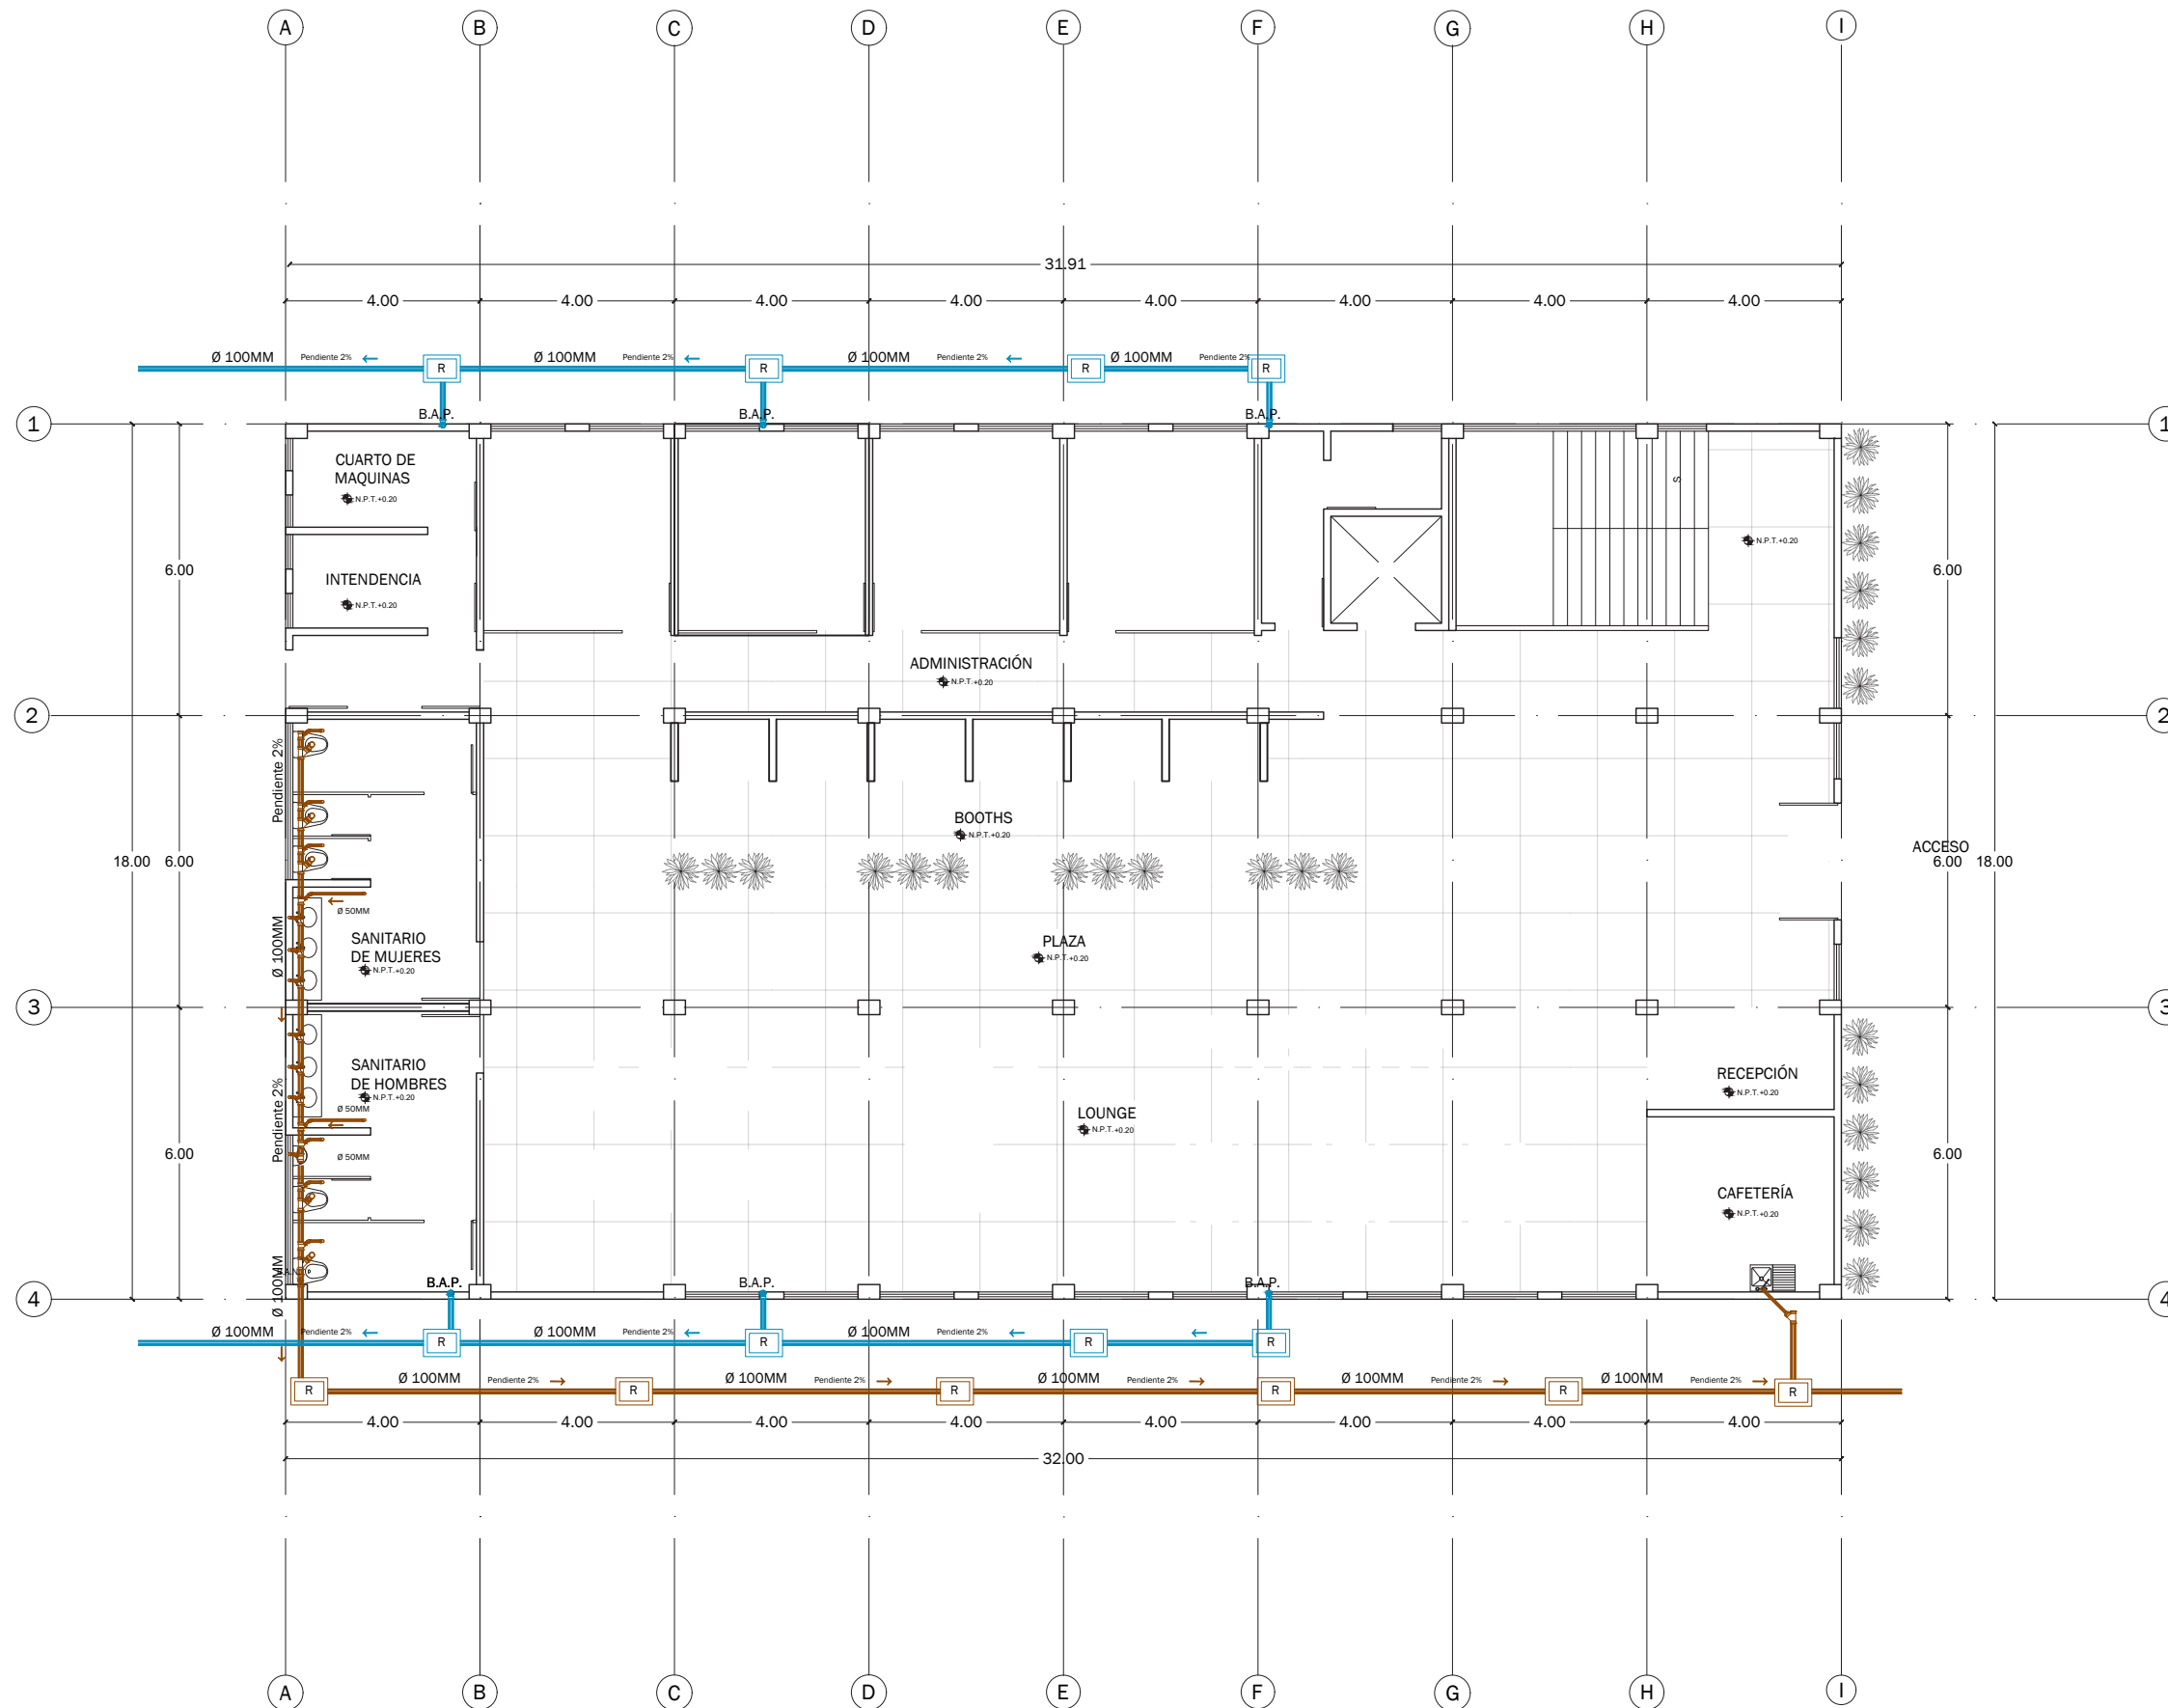 A B C D E F G H I
31.91
4.00 4.00 4.00 4.00 4.00 4.00 4.00 4.00
Ø 100MM Pendiente 2% Ø 100MM Pendiente 2% Ø 100MM Pendiente 2% Ø 100MM Pendiente 2%
R R R R
B.A.P. B.A.P. B.A.P.
1 1
CUARTO DE
MAQUINAS
N.P.T.+0.20
S
N.P.T.+0.20
6.00 6.00
INTENDENCIA
N.P.T.+0.20
ADMINISTRACIÓN
N.P.T.+0.20
2 2
Pendiente 2%
BOOTHS
N.P.T.+0.20
ACCESO
18.00 6.00 6.00 18.00
Ø 50MM
Ø 100MM
SANITARIO
DE MUJERES
N.P.T.+0.20
PLAZA
N.P.T.+0.20
3 3
SANITARIO
DE HOMBRES
N.P.T.+0.20
RECEPCIÓN
N.P.T.+0.20
Pendiente 2%
Ø 50MM
LOUNGE
N.P.T.+0.20
Ø 50MM
6.00 6.00
CAFETERÍA
N.P.T.+0.20
Ø 100MM
B.A.P. B.A.P. B.A.P.
4 4
Ø 100MM Pendiente 2% Ø 100MM Pendiente 2% Ø 100MM Pendiente 2%
R R R R
Ø 100MM Pendiente 2% Ø 100MM Pendiente 2% Ø 100MM Pendiente 2% Ø 100MM Pendiente 2% Ø 100MM Pendiente 2%
R R R R R R
4.00 4.00 4.00 4.00 4.00 4.00 4.00 4.00
32.00
A B C D E F G H I